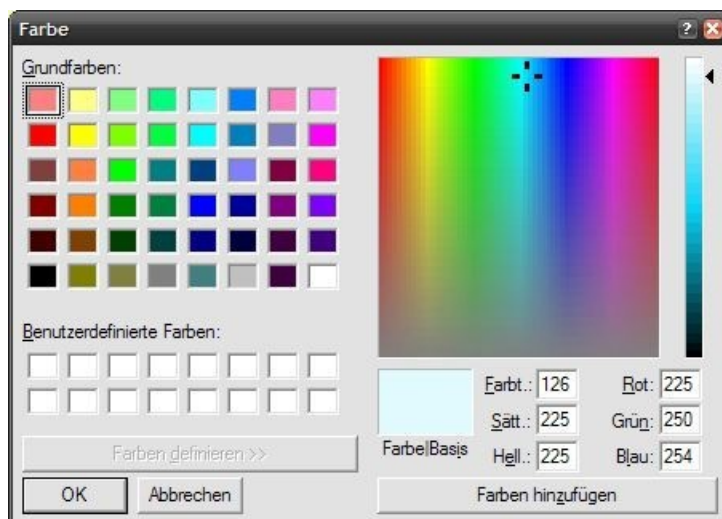 Farbe
Grundfarben:
Benutzerdefinierte Farben:
Farben definieren >>
OK
Abbrechen
Farbe|Basis
Farbt.: 126
Sätt.: 225
Hell.: 225
Rot: 225
Grün: 250
Blau: 254
Farben hinzufügen